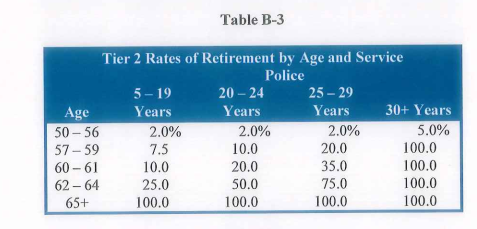 Table B-3
Tier 2 Rates of Retirement by Age and Service
Police
5 – 19 20 – 24 25 – 29
Age Years Years Years 30+ Years
50 – 56 2.0% 2.0% 2.0% 5.0%
57 – 59 7.5 10.0 20.0 100.0
60 – 61 10.0 20.0 35.0 100.0
62 – 64 25.0 50.0 75.0 100.0
65+ 100.0 100.0 100.0 100.0